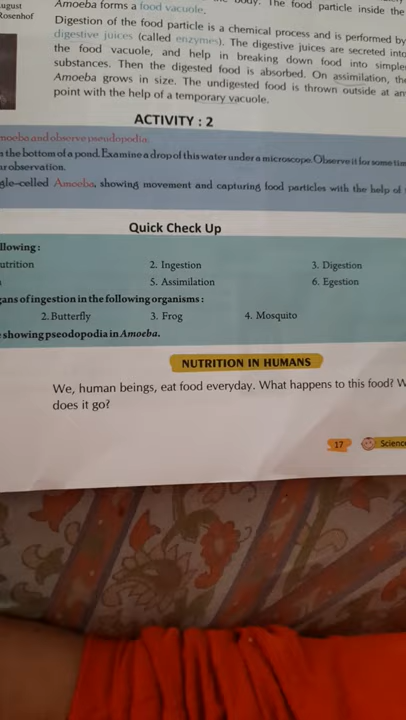 body. The food particle inside the
Amoeba forms a food vacuole.
ugust
Rosenhof
Digestion of the food particle is a chemical process and is performed by
digestive juices (called enzymes). The digestive juices are secreted into
the food vacuole, and help in breaking down food into simple
substances. Then the digested food is absorbed. On assimilation, the
Amoeba grows in size. The undigested food is thrown outside at an
point with the help of a temporary vacuole.
ACTIVITY : 2
moeba and observe pseudopodia.
the bottom of a pond. Examine a drop of this water under a microscope. Observe it for some tim
ur observation.
gle-celled Amoeba, showing movement and capturing food particles with the help of
Quick Check Up
llowing :
utrition
2. Ingestion
3. Digestion
5. Assimilation
6. Egestion
gans of ingestion in the following organisms :
2. Butterfly
3. Frog
4. Mosquito
showing pseodopodia in Amoeba.
NUTRITION IN HUMANS
We, human beings, eat food everyday. What happens to this food? W
does it go?
17
Science